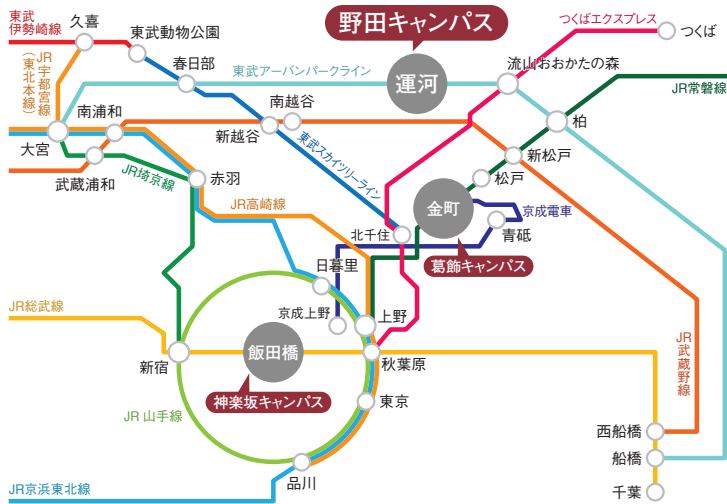 東武
伊勢崎線
久喜
東武動物公園
野田キャンパス
つくばエクスプレス
つくば
JR宇都宮線
(東北本線)
春日部
東武アーバンパークライン
運河
流山おおかたの森
JR常磐線
南浦和
南越谷
新越谷
柏
大宮
武蔵浦和
東武スカイツリーライン
新松戸
JR埼京線
赤羽
松戸
JR高崎線
金町
京成電車
北千住
青砥
葛飾キャンパス
日暮里
京成上野
上野
JR総武線
JR武蔵野線
新宿
飯田橋
秋葉原
神楽坂キャンパス
東京
JR山手線
西船橋
船橋
品川
千葉
JR京浜東北線